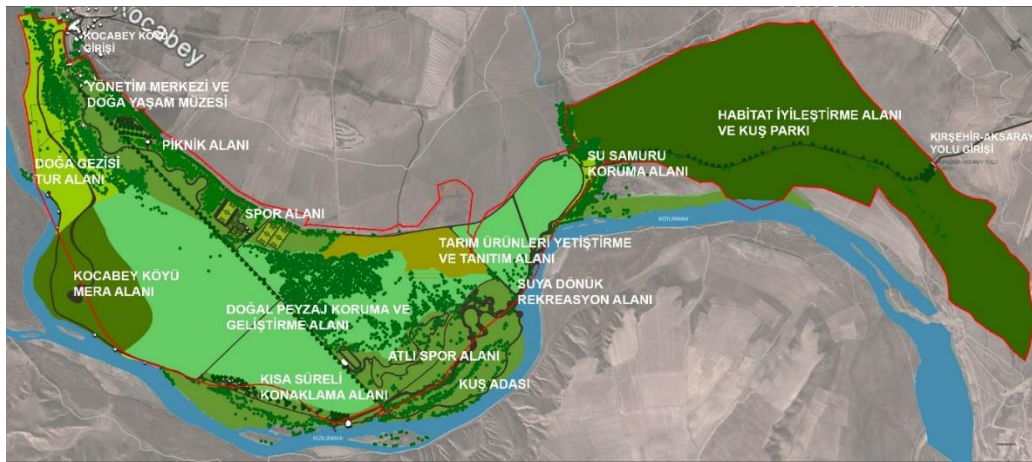 Kocabey
KOCABEY KÖYÜ
GİRİŞİ
YÖNETİM MERKEZİ VE
DOĞA YAŞAM MÜZESİ
PİKNİK ALANI
DOĞA GEZİSİ
TUR ALANI
SPOR ALANI
KOCABEY KÖYÜ
MERA ALANI
DOĞAL PEYZAJ KORUMA VE
GELİŞTİRME ALANI
TARIM ÜRÜNLERİ YETİŞTİRME
VE TANITIM ALANI
SU SAMURU
KORUMA ALANI
HABİTAT İYİLEŞTİRME ALANI
VE KUŞ PARKI
KIRŞEHİR-AKSARAY
YOLU GİRİŞİ
KIZILIRMAK
SUYA DÖNÜK
REKREASYON ALANI
ATLI SPOR ALANI
KUŞ ADASI
KISA SÜRELİ
KONAKLAMA ALANI
KIZILIRMAK